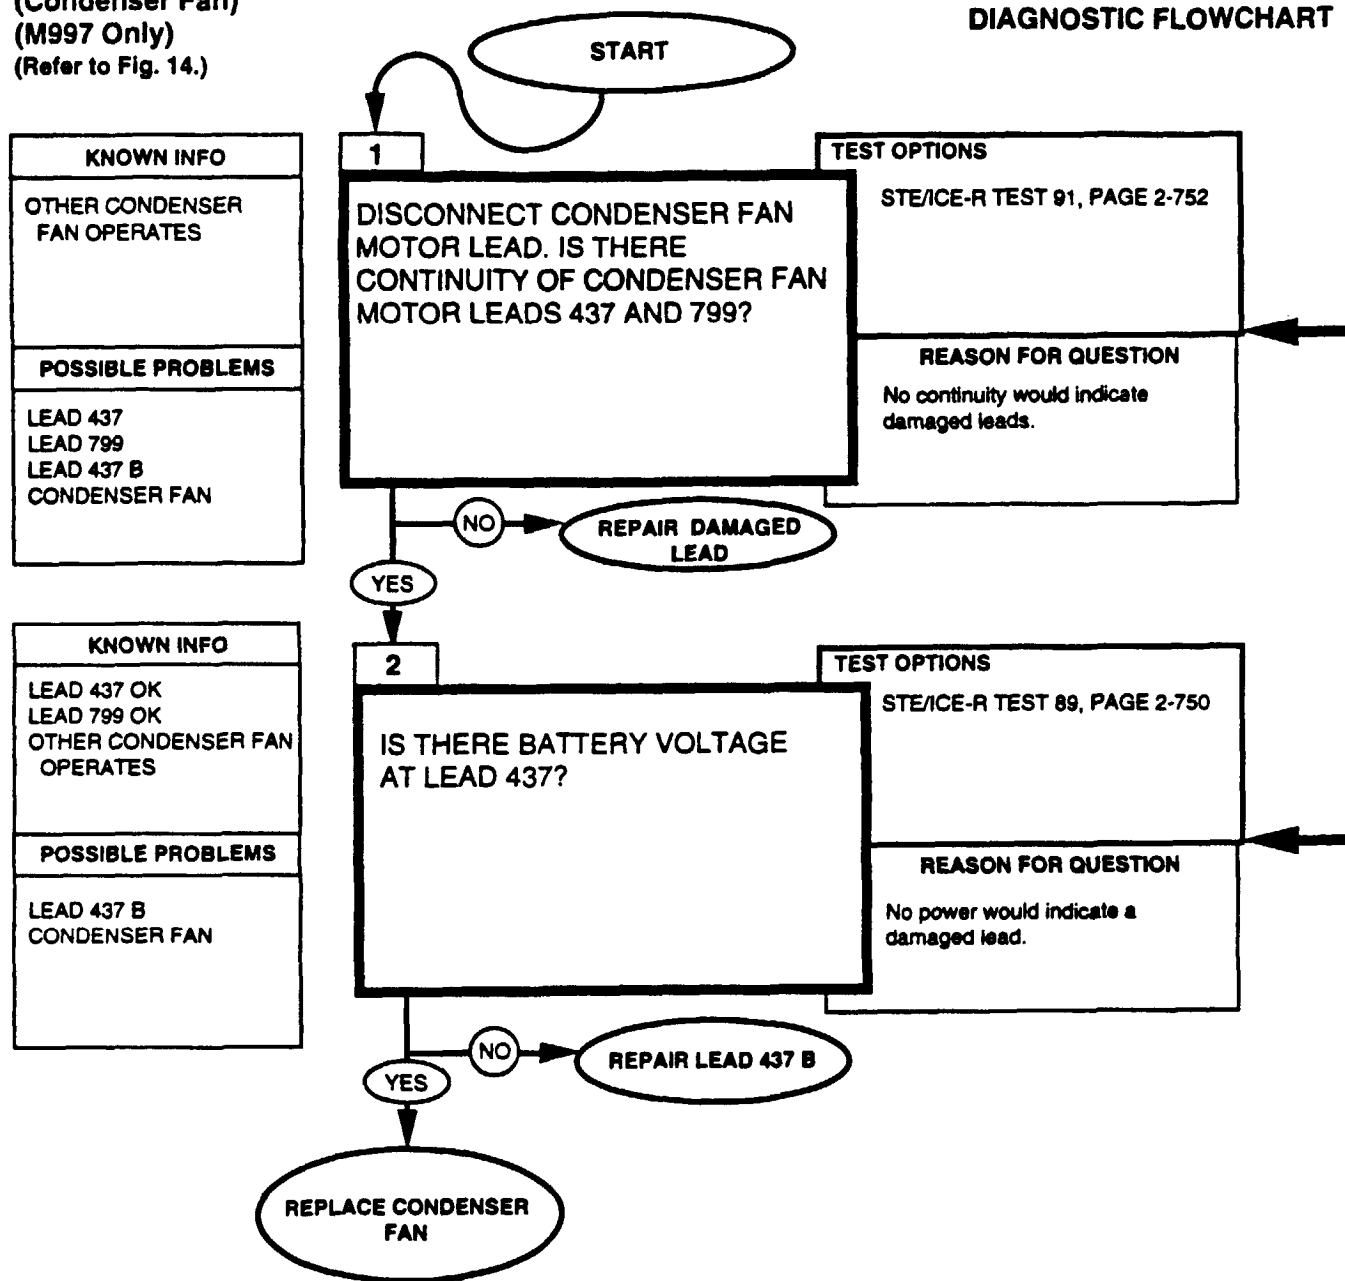 (Condenser Fan)
(M997 Only)
(Refer to Fig. 14.)
DIAGNOSTIC FLOWCHART
START
KNOWN INFO
OTHER CONDENSER
FAN OPERATES
POSSIBLE PROBLEMS
LEAD 437
LEAD 799
LEAD 437 B
CONDENSER FAN
1
DISCONNECT CONDENSER FAN
MOTOR LEAD. IS THERE
CONTINUITY OF CONDENSER FAN
MOTOR LEADS 437 AND 799?
TEST OPTIONS
STE/ICE-R TEST 91, PAGE 2-752
REASON FOR QUESTION
No continuity would indicate
damaged leads.
NO
REPAIR DAMAGED
LEAD
YES
KNOWN INFO
LEAD 437 OK
LEAD 799 OK
OTHER CONDENSER FAN
OPERATES
POSSIBLE PROBLEMS
LEAD 437 B
CONDENSER FAN
2
IS THERE BATTERY VOLTAGE
AT LEAD 437?
TEST OPTIONS
STE/ICE-R TEST 89, PAGE 2-750
REASON FOR QUESTION
No power would indicate a
damaged lead.
NO
REPAIR LEAD 437 B
YES
REPLACE CONDENSER
FAN